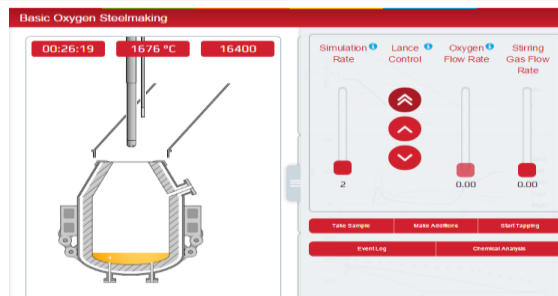 Basic Oxygen Steelmaking
00:26:19 1676 °C 16400
Simulation Rate
Lance Control
Oxygen Flow Rate
Stirring Gas Flow Rate
2 0.00 0.00
Take Sample Make Additions Start Tapping
Event Log Chemical Analysis